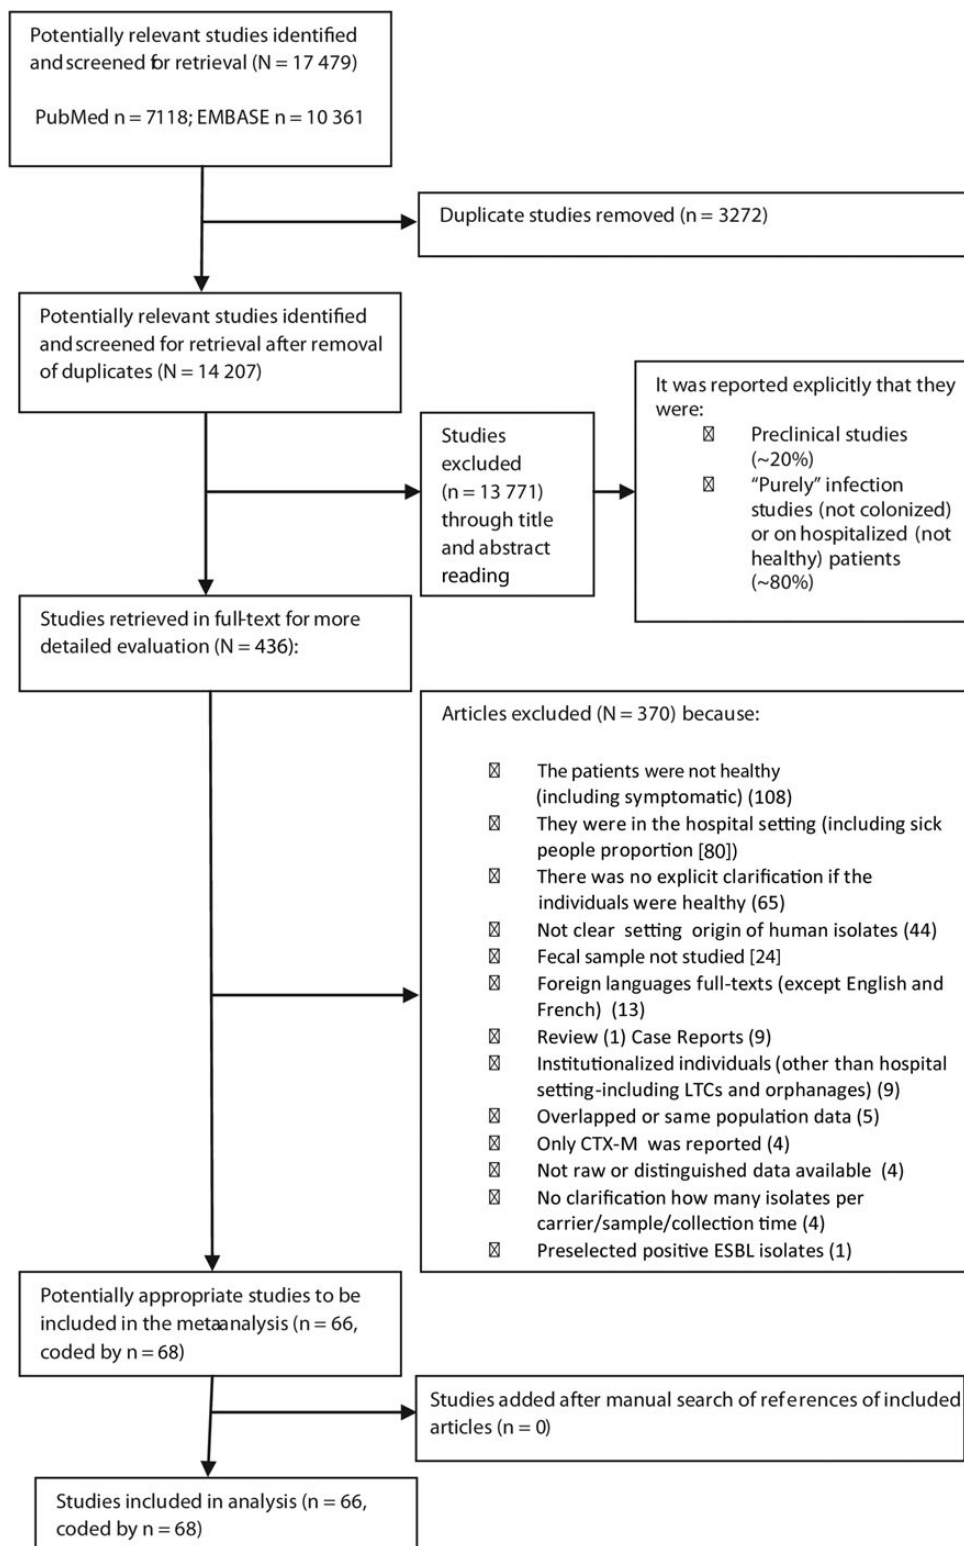 Potentially relevant studies identified
and screened for retrieval (N = 17 479)
PubMed n = 7118; EMBASE n = 10 361
Duplicate studies removed (n = 3272)
Potentially relevant studies identified
and screened for retrieval after removal
of duplicates (N = 14 207)
Studies
excluded
(n = 13 771)
through title
and abstract
reading
It was reported explicitly that they
were:
Preclinical studies
(~20%)
“Purely” infection
studies (not colonized)
or on hospitalized (not
healthy) patients
(~80%)
Studies retrieved in full-text for more
detailed evaluation (N = 436):
Articles excluded (N = 370) because:
The patients were not healthy
(including symptomatic) (108)
They were in the hospital setting (including sick
people proportion [80])
There was no explicit clarification if the
individuals were healthy (65)
Not clear setting origin of human isolates (44)
Fecal sample not studied [24]
Foreign languages full-texts (except English and
French) (13)
Review (1) Case Reports (9)
Institutionalized individuals (other than hospital
setting-including LTCs and orphanages) (9)
Overlapped or same population data (5)
Only CTX-M was reported (4)
Not raw or distinguished data available (4)
No clarification how many isolates per
carrier/sample/collection time (4)
Preselected positive ESBL isolates (1)
Potentially appropriate studies to be
included in the metaanalysis (n = 66,
coded by n = 68)
Studies added after manual search of references of included
articles (n = 0)
Studies included in analysis (n = 66,
coded by n = 68)